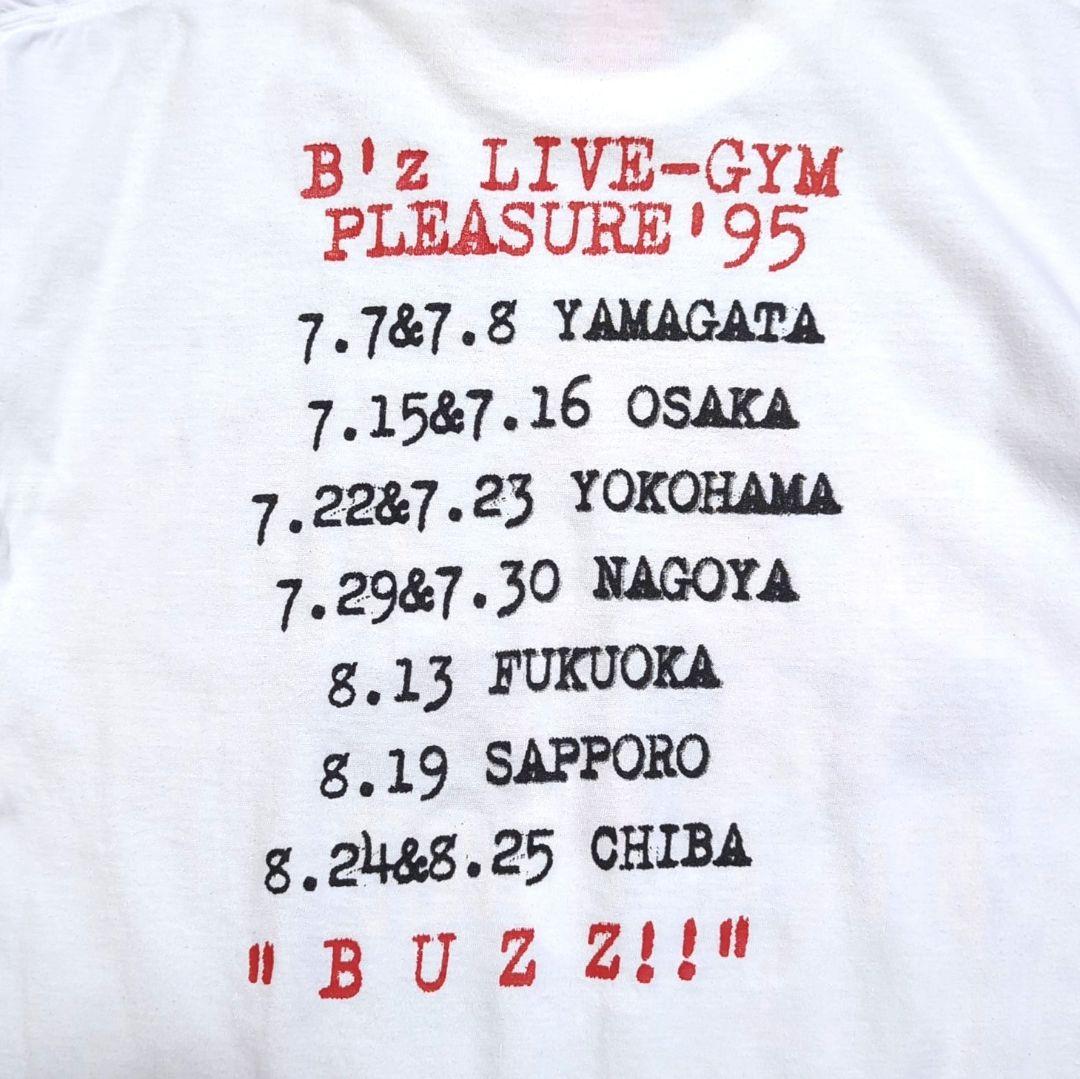 B'z LIVE-GYM
PLEASURE'95
7.7&7.8 YAMAGATA
7.15&7.16 OSAKA
7.22&7.23 YOKOHAMA
7.29&7.30 NAGOYA
8.13 FUKUOKA
8.19 SAPPORO
8.24&8.25 CHIBA
"BUZZ!!"